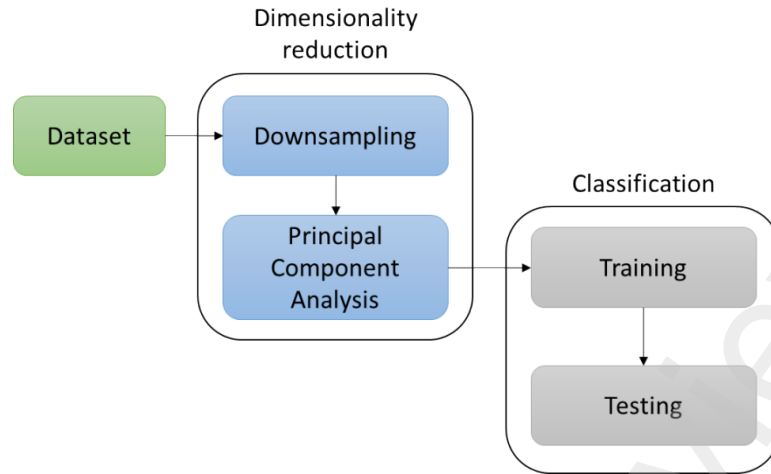 Dimensionality
reduction
Dataset
Downsampling
Principal
Component
Analysis
Classification
Training
Testing